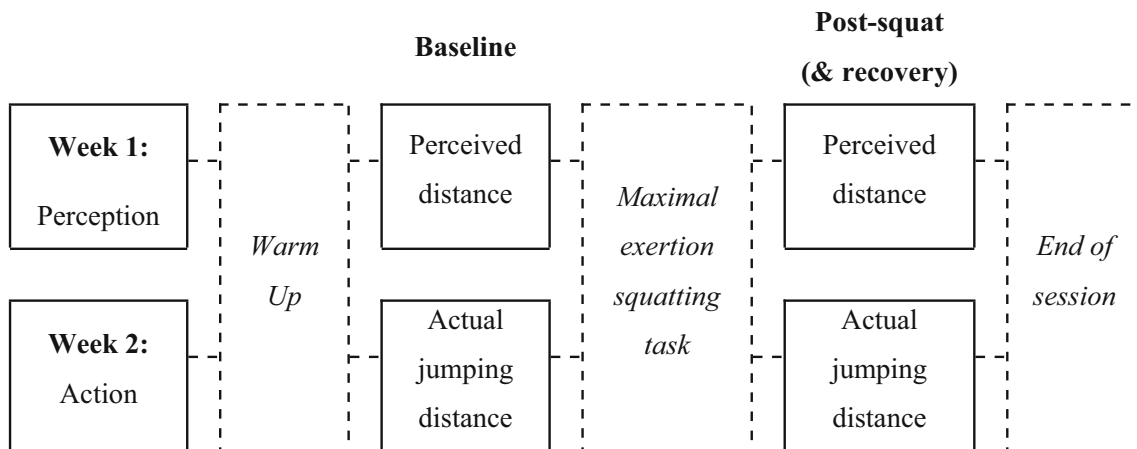 Baseline
Post-squat
(& recovery)
Week 1:
Perception
Warm
Up
Perceived
distance
Maximal
exertion
squatting
task
Perceived
distance
End of
session
Week 2:
Action
Actual
jumping
distance
Actual
jumping
distance